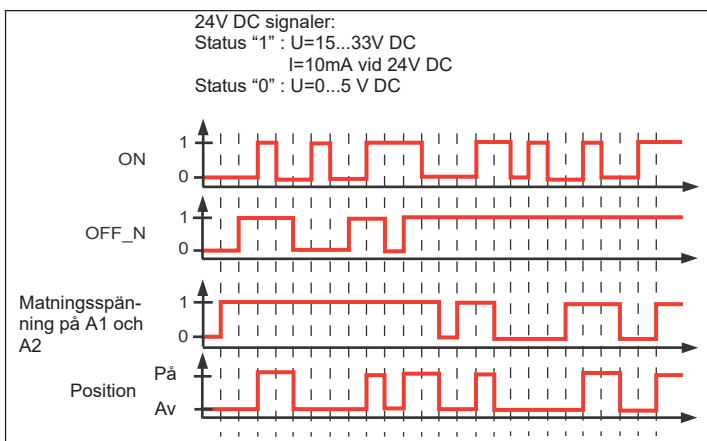 24V DC signaler:
Status “1” : U=15...33V DC
I=10mA vid 24V DC
Status “0” : U=0...5 V DC
1
ON
0
1
OFF_N
0
Matningsspän-
ning på A1 och
A2
1
0
På
Position
Av